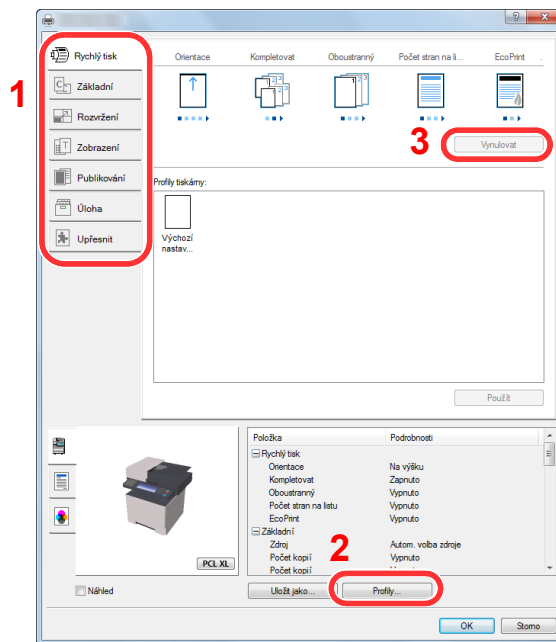 Rychlý tisk
Základní
Rozvržení
Zobrazení
Publikování
Úloha
Upřesnit
1
Orientace Kompletovat Oboustranný Počet stran na li... EcoPrint
3
Vynulovat
Profily tiskárny:
Výchozí
nastav...
Použít
Položka Podrobnosti
Rychlý tisk
Orientace Na výšku
Kompletovat Zapnuto
Oboustranný Vypnuto
Počet stran na listu Vypnuto
EcoPrint Vypnuto
Základní
Zdroj Autom. volba zdroje
Počet kopií Vypnuto
Počet kopií
PCL XL
2
Náhled
Uložit jako... Profily...
OK Storno